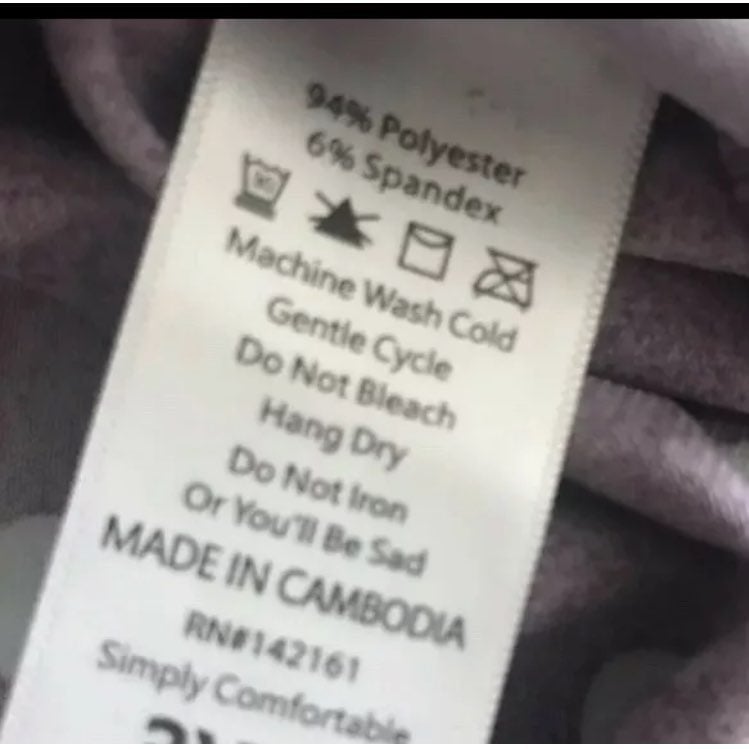 94% Polyester
6% Spandex
Machine Wash Cold
Gentle Cycle
Do Not Bleach
Hang Dry
Do Not Iron
Or You'll Be Sad
MADE IN CAMBODIA
RN#142161
Simply Comfortable